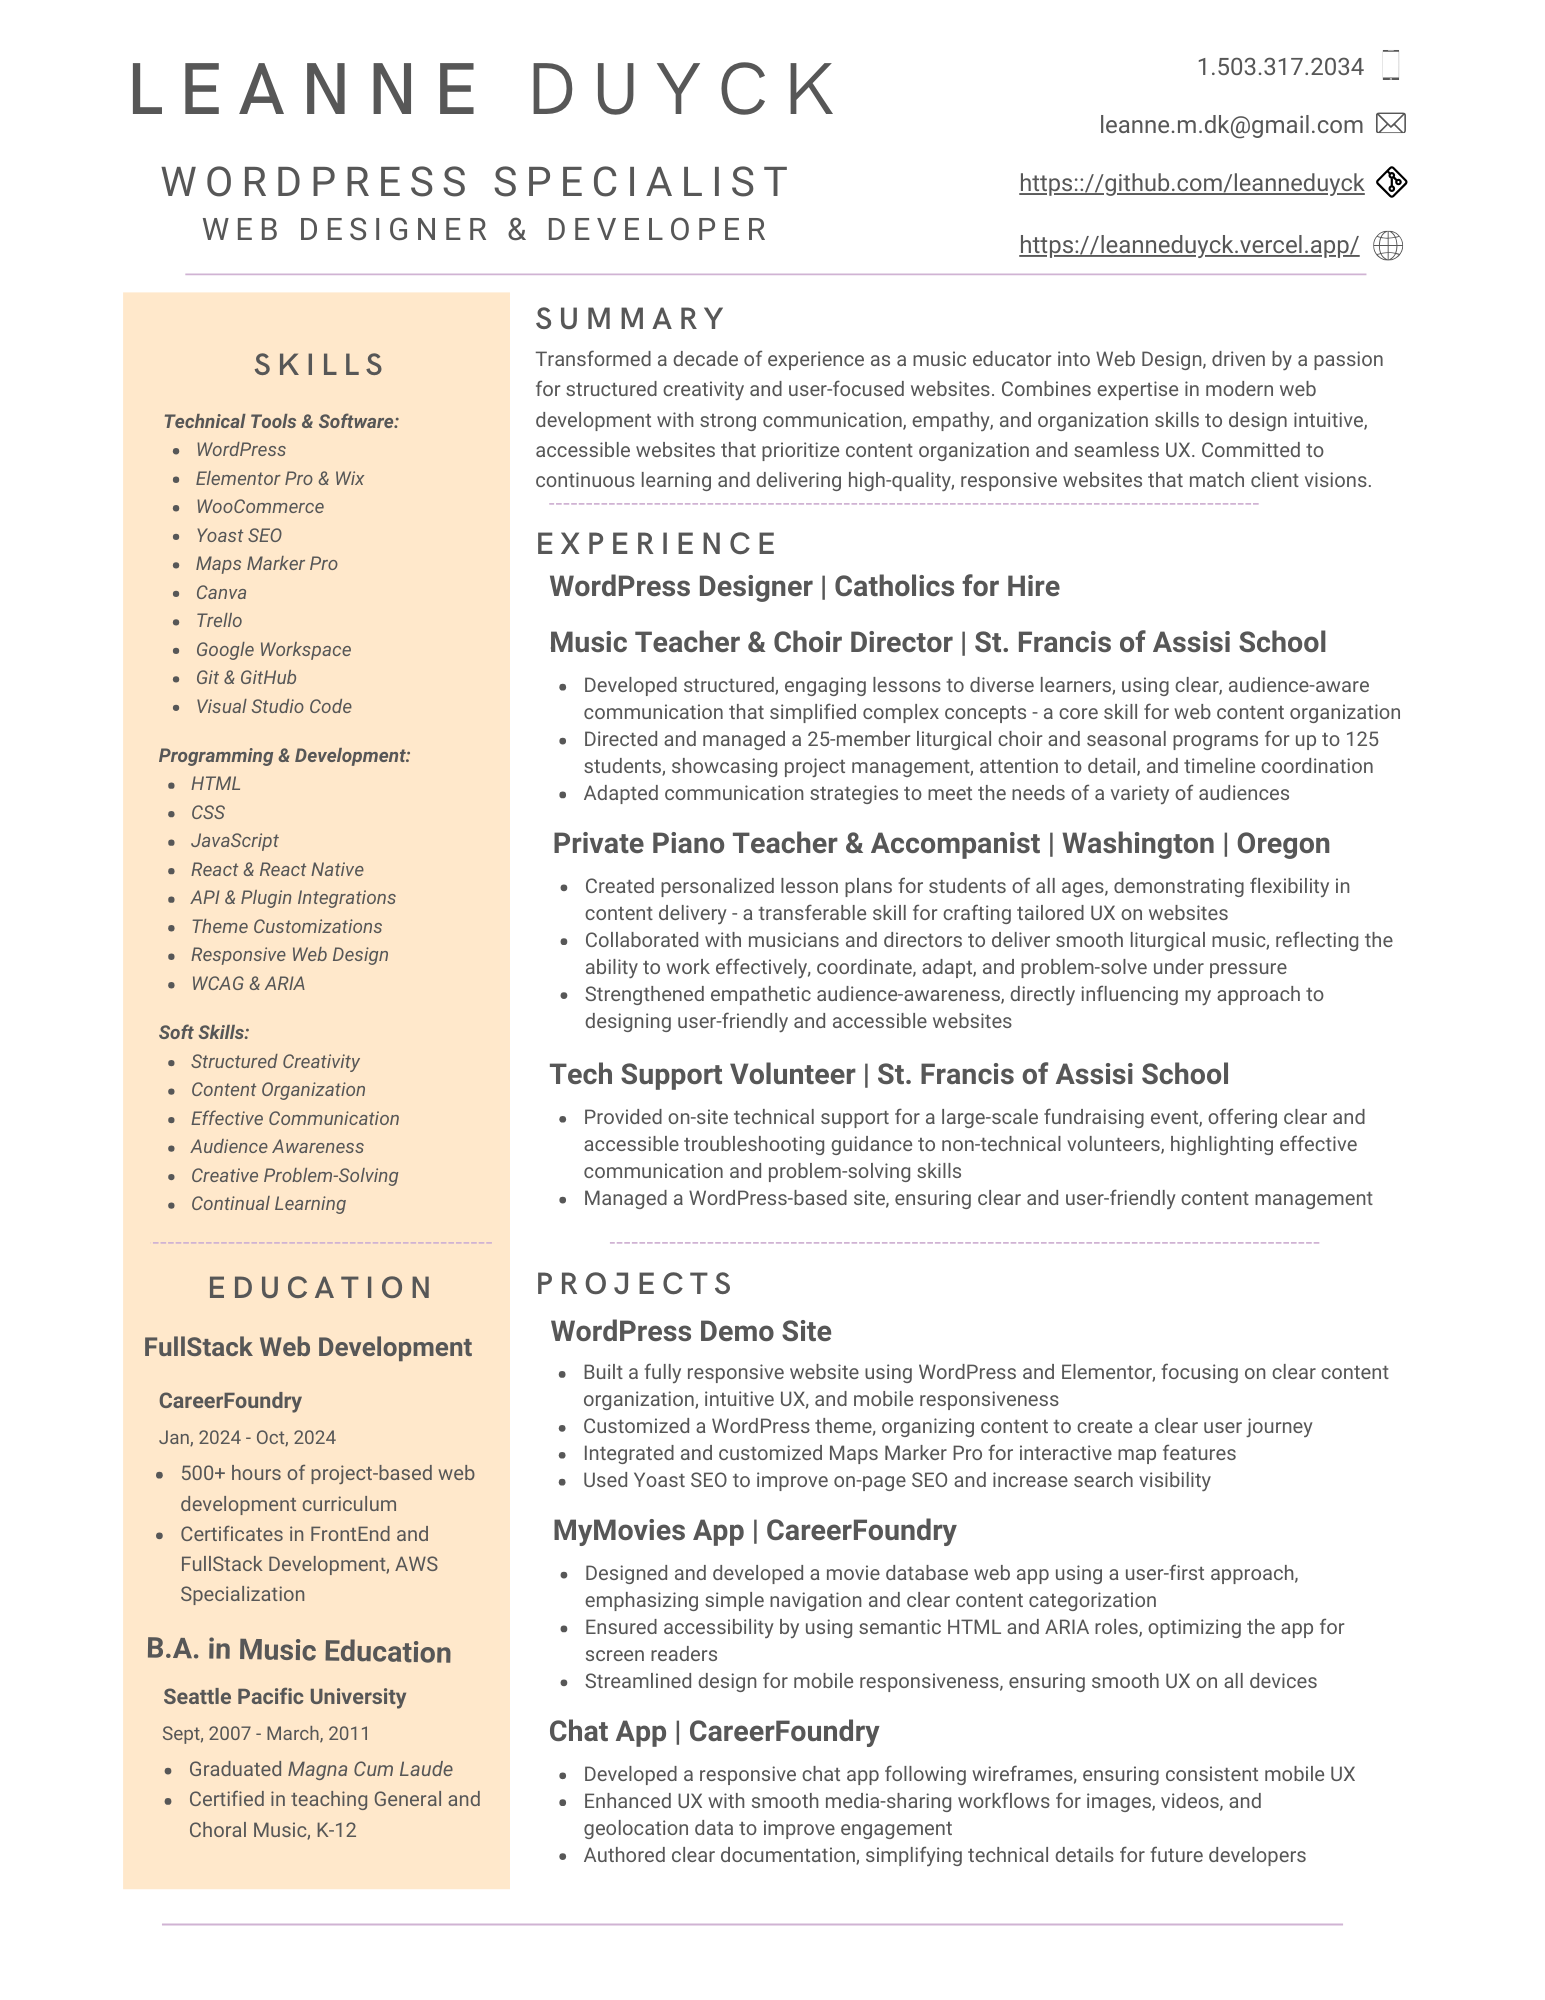 LEANNE DUYCK
WORDPRESS SPECIALIST
WEB DESIGNER & DEVELOPER
1.503.317.2034
leanne.m.dk@gmail.com
https:://github.com/leanneduyck
https://leanneduyck.vercel.app/
SKILLS
Technical Tools & Software:
• WordPress
• Elementor Pro & Wix
• WooCommerce
• Yoast SEO
• Maps Marker Pro
• Canva
• Trello
• Google Workspace
• Git & GitHub
• Visual Studio Code
Programming & Development:
• HTML
• CSS
• JavaScript
• React & React Native
• API & Plugin Integrations
• Theme Customizations
• Responsive Web Design
• WCAG & ARIA
Soft Skills:
• Structured Creativity
• Content Organization
• Effective Communication
• Audience Awareness
• Creative Problem-Solving
• Continual Learning
EDUCATION
FullStack Web Development
CareerFoundry
Jan, 2024 - Oct, 2024
• 500+ hours of project-based web
development curriculum
• Certificates in FrontEnd and
FullStack Development, AWS
Specialization
B.A. in Music Education
Seattle Pacific University
Sept, 2007 - March, 2011
• Graduated Magna Cum Laude
• Certified in teaching General and
Choral Music, K-12
SUMMARY
Transformed a decade of experience as a music educator into Web Design, driven by a passion
for structured creativity and user-focused websites. Combines expertise in modern web
development with strong communication, empathy, and organization skills to design intuitive,
accessible websites that prioritize content organization and seamless UX. Committed to
continuous learning and delivering high-quality, responsive websites that match client visions.
EXPERIENCE
WordPress Designer | Catholics for Hire
Music Teacher & Choir Director | St. Francis of Assisi School
• Developed structured, engaging lessons to diverse learners, using clear, audience-aware
communication that simplified complex concepts - a core skill for web content organization
• Directed and managed a 25-member liturgical choir and seasonal programs for up to 125
students, showcasing project management, attention to detail, and timeline coordination
• Adapted communication strategies to meet the needs of a variety of audiences
Private Piano Teacher & Accompanist | Washington | Oregon
• Created personalized lesson plans for students of all ages, demonstrating flexibility in
content delivery - a transferable skill for crafting tailored UX on websites
• Collaborated with musicians and directors to deliver smooth liturgical music, reflecting the
ability to work effectively, coordinate, adapt, and problem-solve under pressure
• Strengthened empathetic audience-awareness, directly influencing my approach to
designing user-friendly and accessible websites
Tech Support Volunteer | St. Francis of Assisi School
• Provided on-site technical support for a large-scale fundraising event, offering clear and
accessible troubleshooting guidance to non-technical volunteers, highlighting effective
communication and problem-solving skills
• Managed a WordPress-based site, ensuring clear and user-friendly content management
PROJECTS
WordPress Demo Site
• Built a fully responsive website using WordPress and Elementor, focusing on clear content
organization, intuitive UX, and mobile responsiveness
• Customized a WordPress theme, organizing content to create a clear user journey
• Integrated and customized Maps Marker Pro for interactive map features
• Used Yoast SEO to improve on-page SEO and increase search visibility
MyMovies App | CareerFoundry
• Designed and developed a movie database web app using a user-first approach,
emphasizing simple navigation and clear content categorization
• Ensured accessibility by using semantic HTML and ARIA roles, optimizing the app for
screen readers
• Streamlined design for mobile responsiveness, ensuring smooth UX on all devices
Chat App | CareerFoundry
• Developed a responsive chat app following wireframes, ensuring consistent mobile UX
• Enhanced UX with smooth media-sharing workflows for images, videos, and
geolocation data to improve engagement
• Authored clear documentation, simplifying technical details for future developers